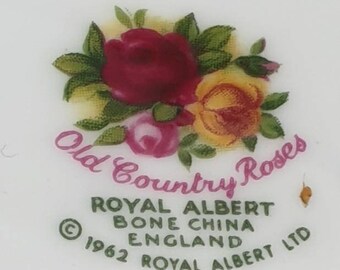 Old Country Roses
ROYAL ALBERT
BONE CHINA
ENGLAND
© 1962 ROYAL ALBERT LTD